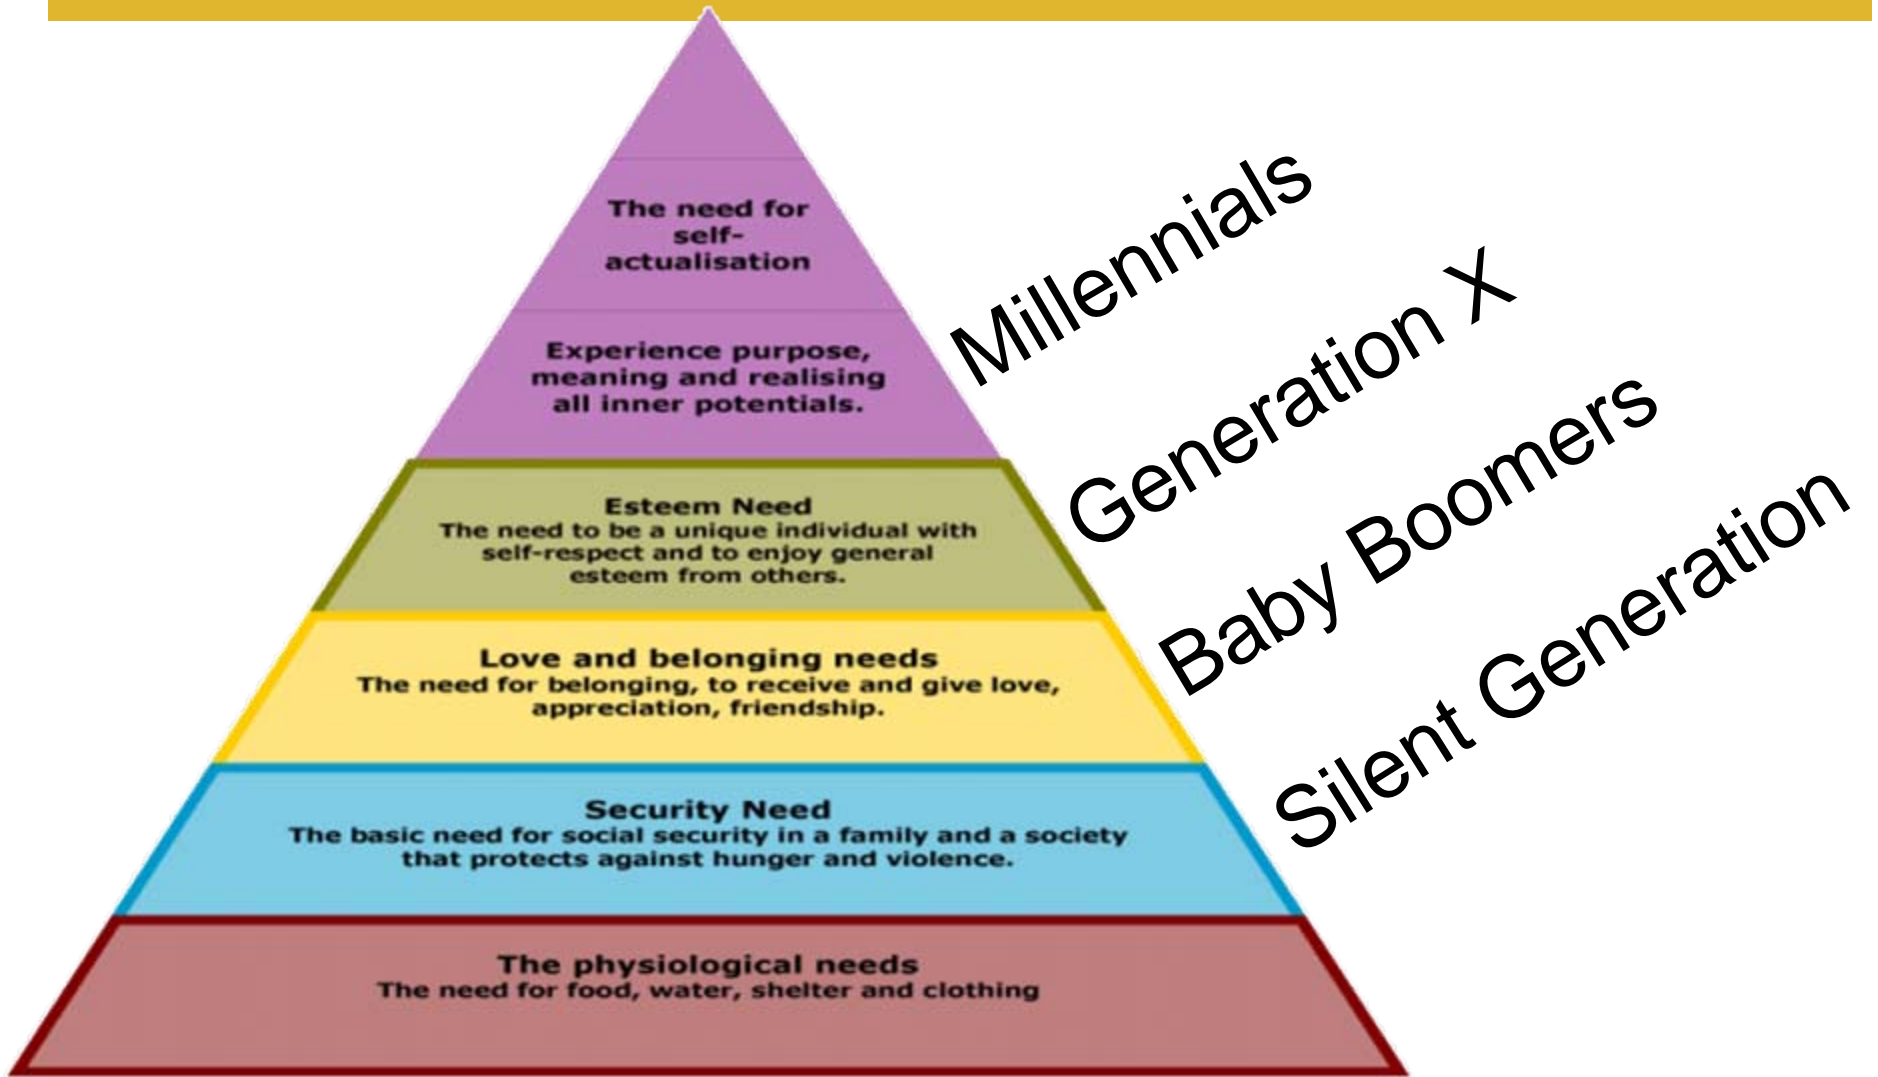 The need for
self-
actualisation
Experience purpose,
meaning and realising
all inner potentials.
Esteem Need
The need to be a unique individual with
self-respect and to enjoy general
esteem from others.
Love and belonging needs
The need for belonging, to receive and give love,
appreciation, friendship.
Security Need
The basic need for social security in a family and a society
that protects against hunger and violence.
The physiological needs
The need for food, water, shelter and clothing
Millennials
Generation X
Baby Boomers
Silent Generation